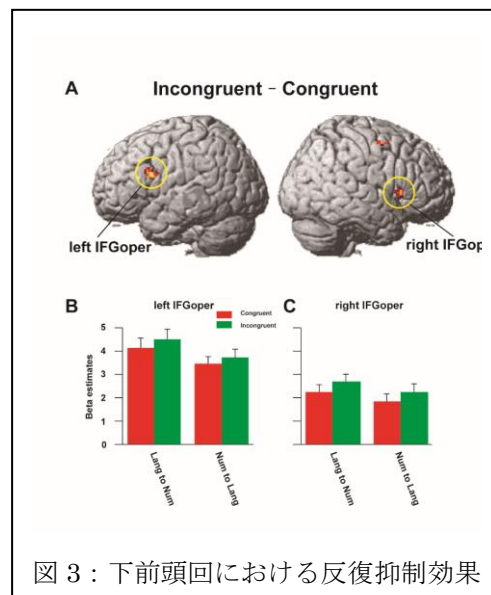 A
Incongruent - Congruent
left IFGoper
right IFGop
B
left IFGoper
Congruent
Incongruent
C
right IFGoper
Beta estimates
5
4
3
2
1
0
Lang to Num
Num to Lang
Lang to Num
Num to Lang
図 3：下前頭回における反復抑制効果